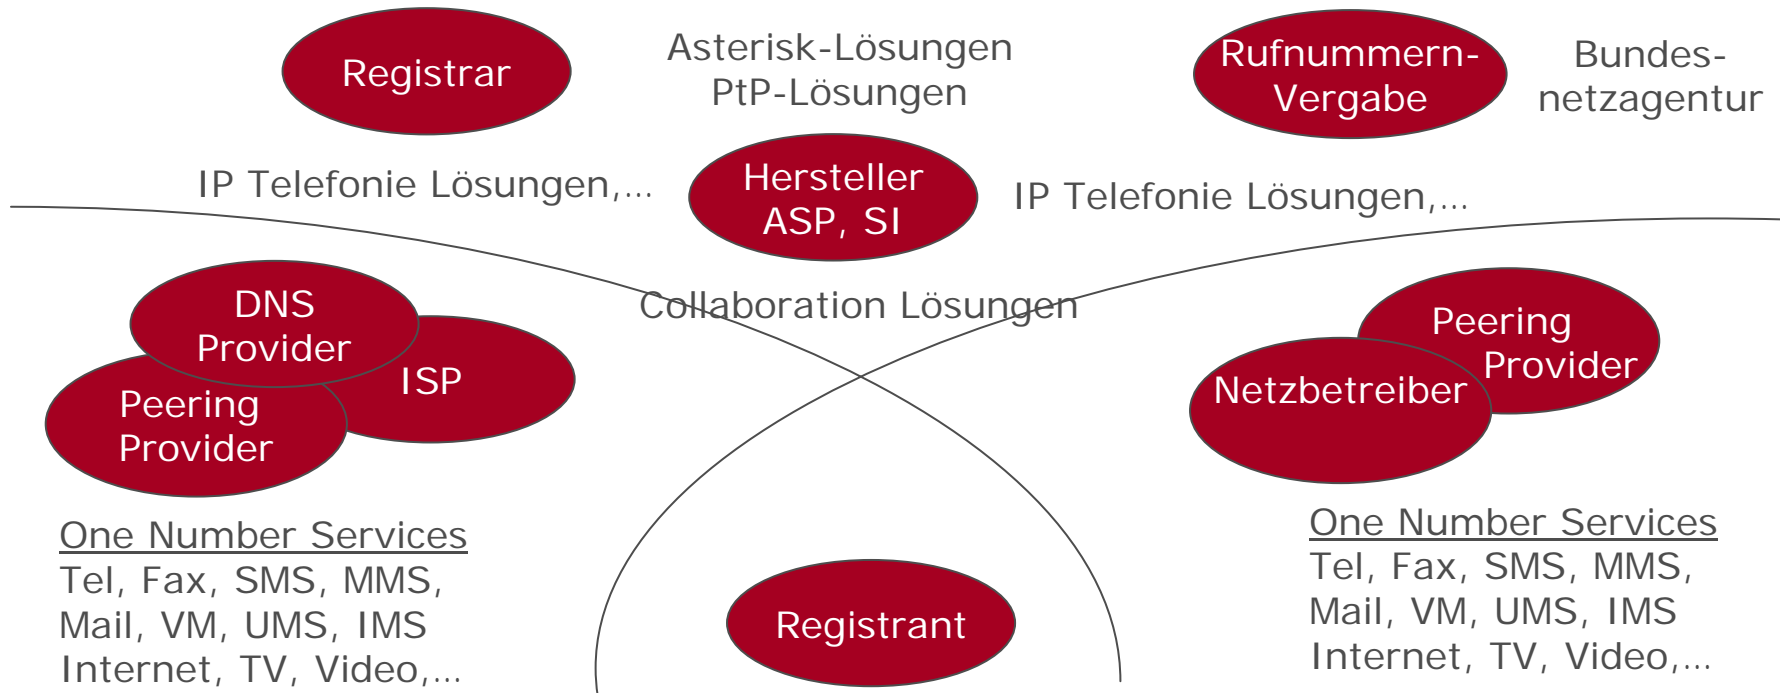 Registrar
Asterisk-Lösungen
PtP-Lösungen
Rufnummern-
Vergabe
Bundes-
netzagentur
IP Telefonie Lösungen,...
Hersteller
ASP, SI
IP Telefonie Lösungen,...
Collaboration Lösungen
DNS
Provider
ISP
Peering
Provider
Peering
Provider
Netzbetreiber
One Number Services
Tel, Fax, SMS, MMS,
Mail, VM, UMS, IMS
Internet, TV, Video,...
Registrant
One Number Services
Tel, Fax, SMS, MMS,
Mail, VM, UMS, IMS
Internet, TV, Video,...